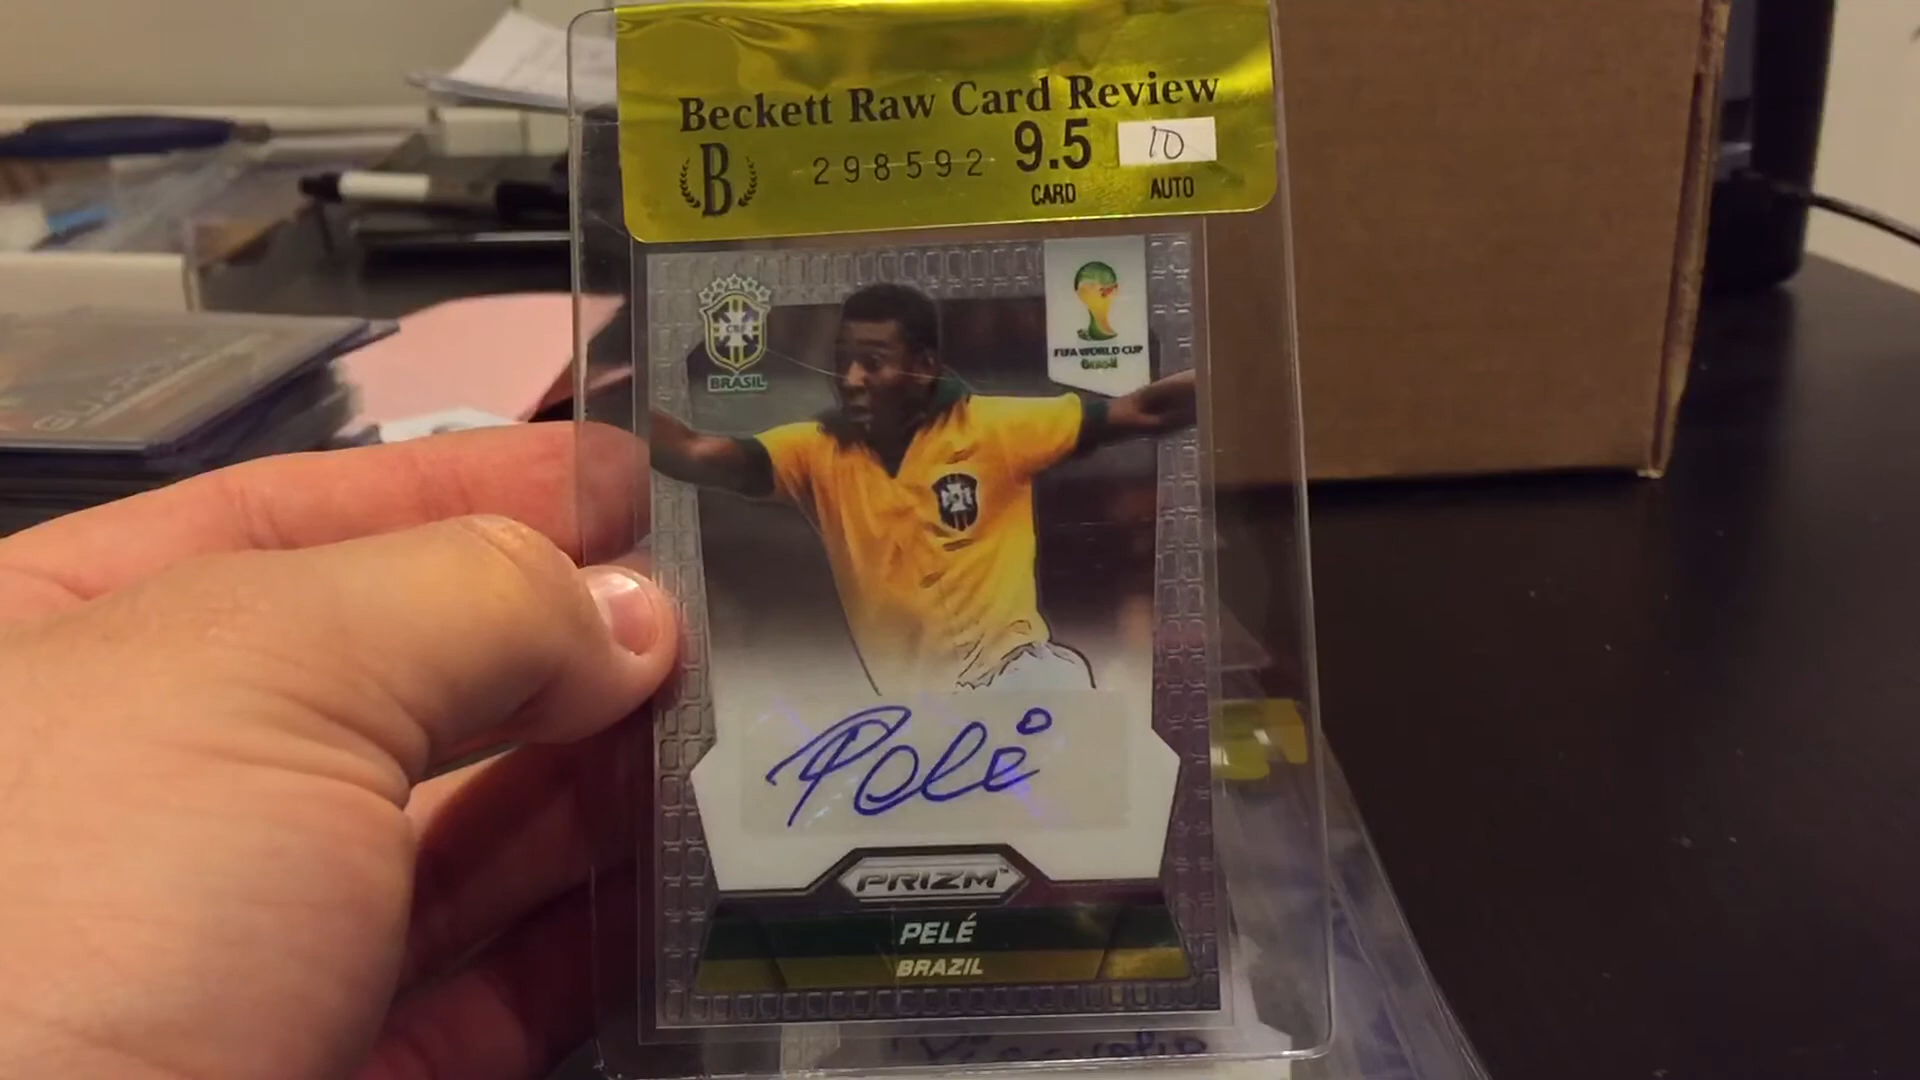 Beckett Raw Card Review
B
298592
9.5
10
CARD
AUTO
CBF
BRASIL
FIFA WORLD CUP
Brasil
Pelé
PRIZM
PELÉ
BRAZIL